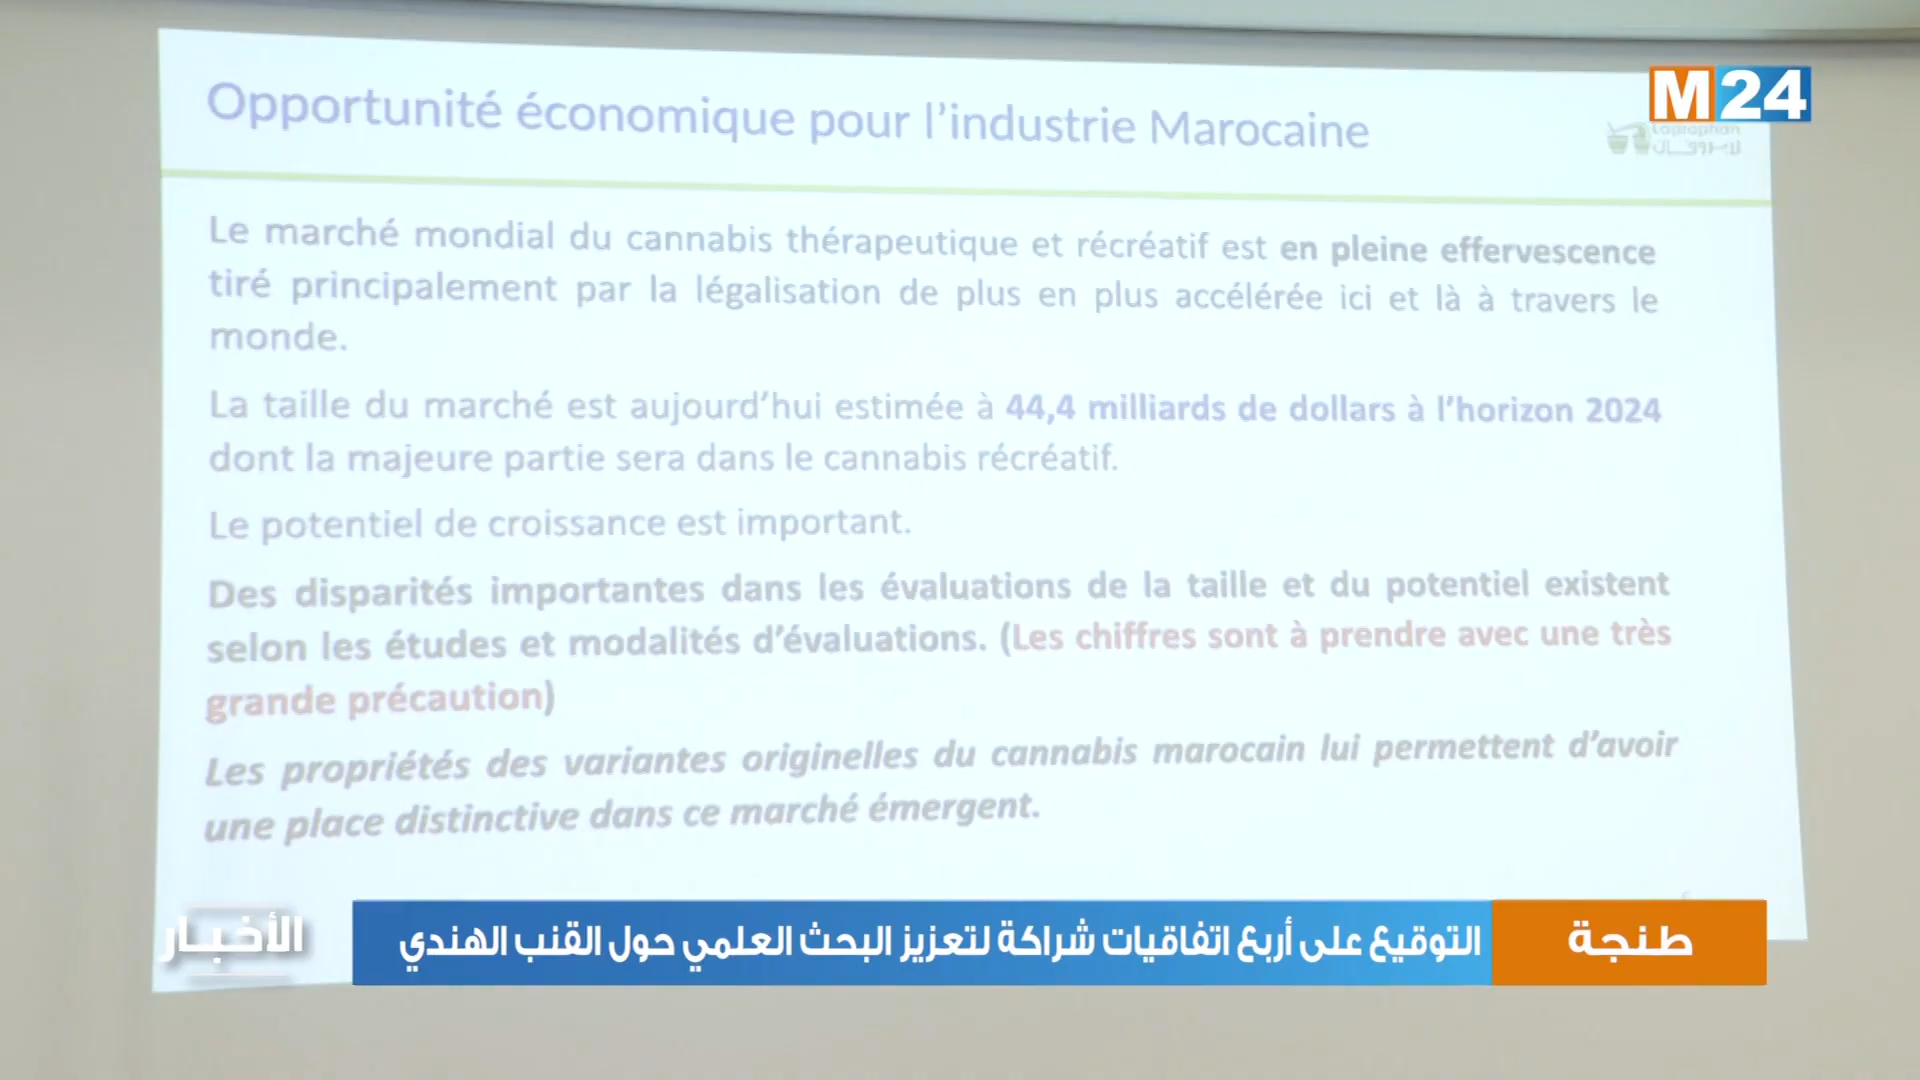 M24
Opportunité économique pour l'industrie Marocaine
Laprophan
لابروفان
Le marché mondial du cannabis thérapeutique et récréatif est en pleine effervescence
tiré principalement par la légalisation de plus en plus accélérée ici et là à travers le
monde.
La taille du marché est aujourd'hui estimée à 44,4 milliards de dollars à l'horizon 2024
dont la majeure partie sera dans le cannabis récréatif.
Le potentiel de croissance est important.
Des disparités importantes dans les évaluations de la taille et du potentiel existent
selon les études et modalités d'évaluations. (Les chiffres sont à prendre avec une très
grande précaution)
Les propriétés des variantes originelles du cannabis marocain lui permettent d'avoir
une place distinctive dans ce marché émergent.
طنجة
التوقيع على أربع اتفاقيات شراكة لتعزيز البحث العلمي حول القنب الهندي
الأخبار